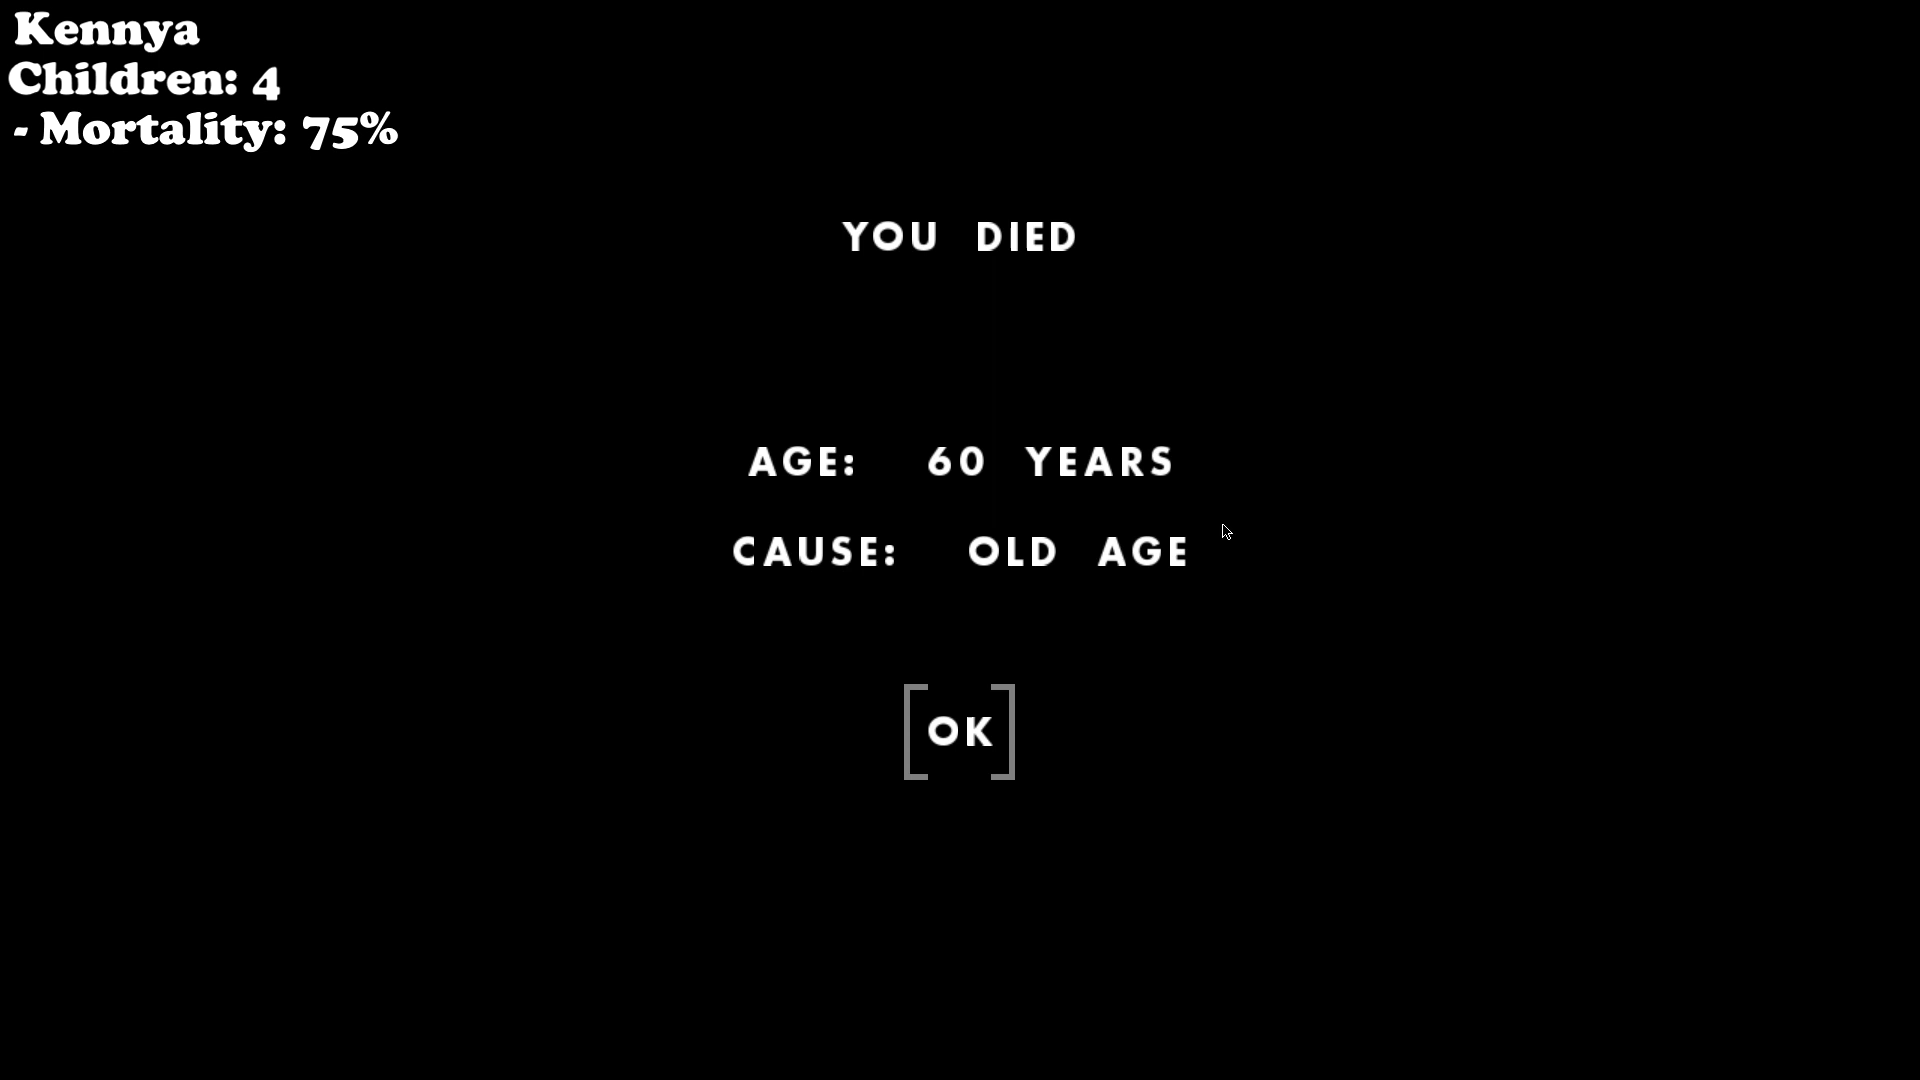 Kennya
Children: 4
- Mortality: 75%
YOU DIED
AGE: 60 YEARS
CAUSE: OLD AGE
OK